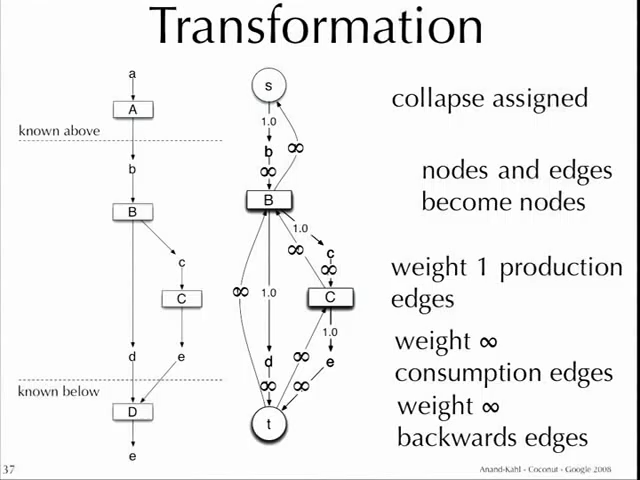 Transformation
a
A
known above
b
B
c
C
d
e
known below
D
e
s
1.0
b
∞
∞
B
1.0
∞
c
∞
∞
1.0
C
1.0
d
∞
∞
e
∞
t
collapse assigned
nodes and edges
become nodes
weight 1 production
edges
weight ∞
consumption edges
weight ∞
backwards edges
37
Anand-Kahl - Coconut - Google 2008